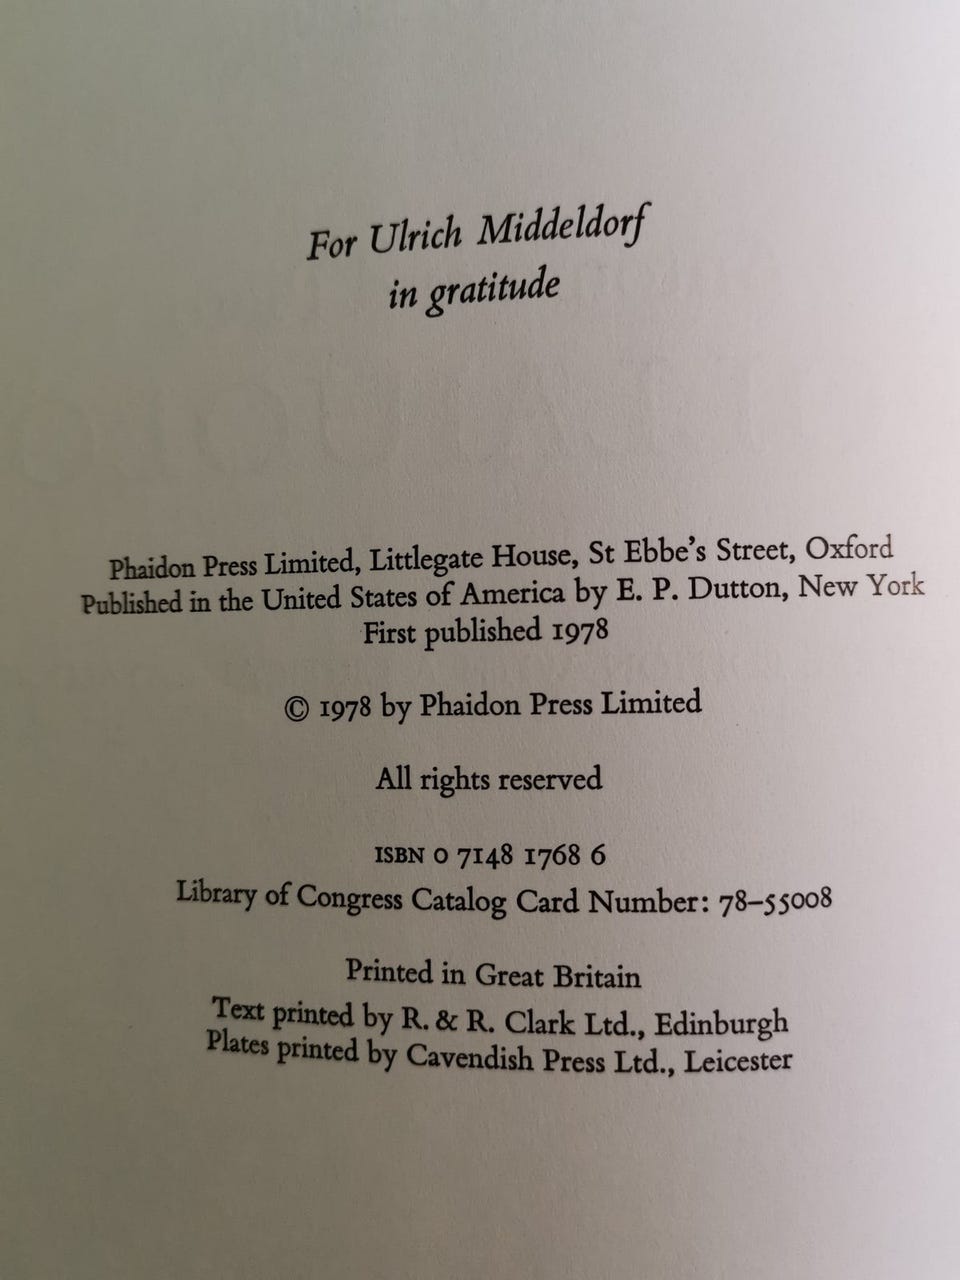 For Ulrich Middeldorf
in gratitude
Phaidon Press Limited, Littlegate House, St Ebbe's Street, Oxford
Published in the United States of America by E. P. Dutton, New York
First published 1978
© 1978 by Phaidon Press Limited
All rights reserved
ISBN 0 7148 1768 6
Library of Congress Catalog Card Number: 78–55008
Printed in Great Britain
Text printed by R. & R. Clark Ltd., Edinburgh
Plates printed by Cavendish Press Ltd., Leicester